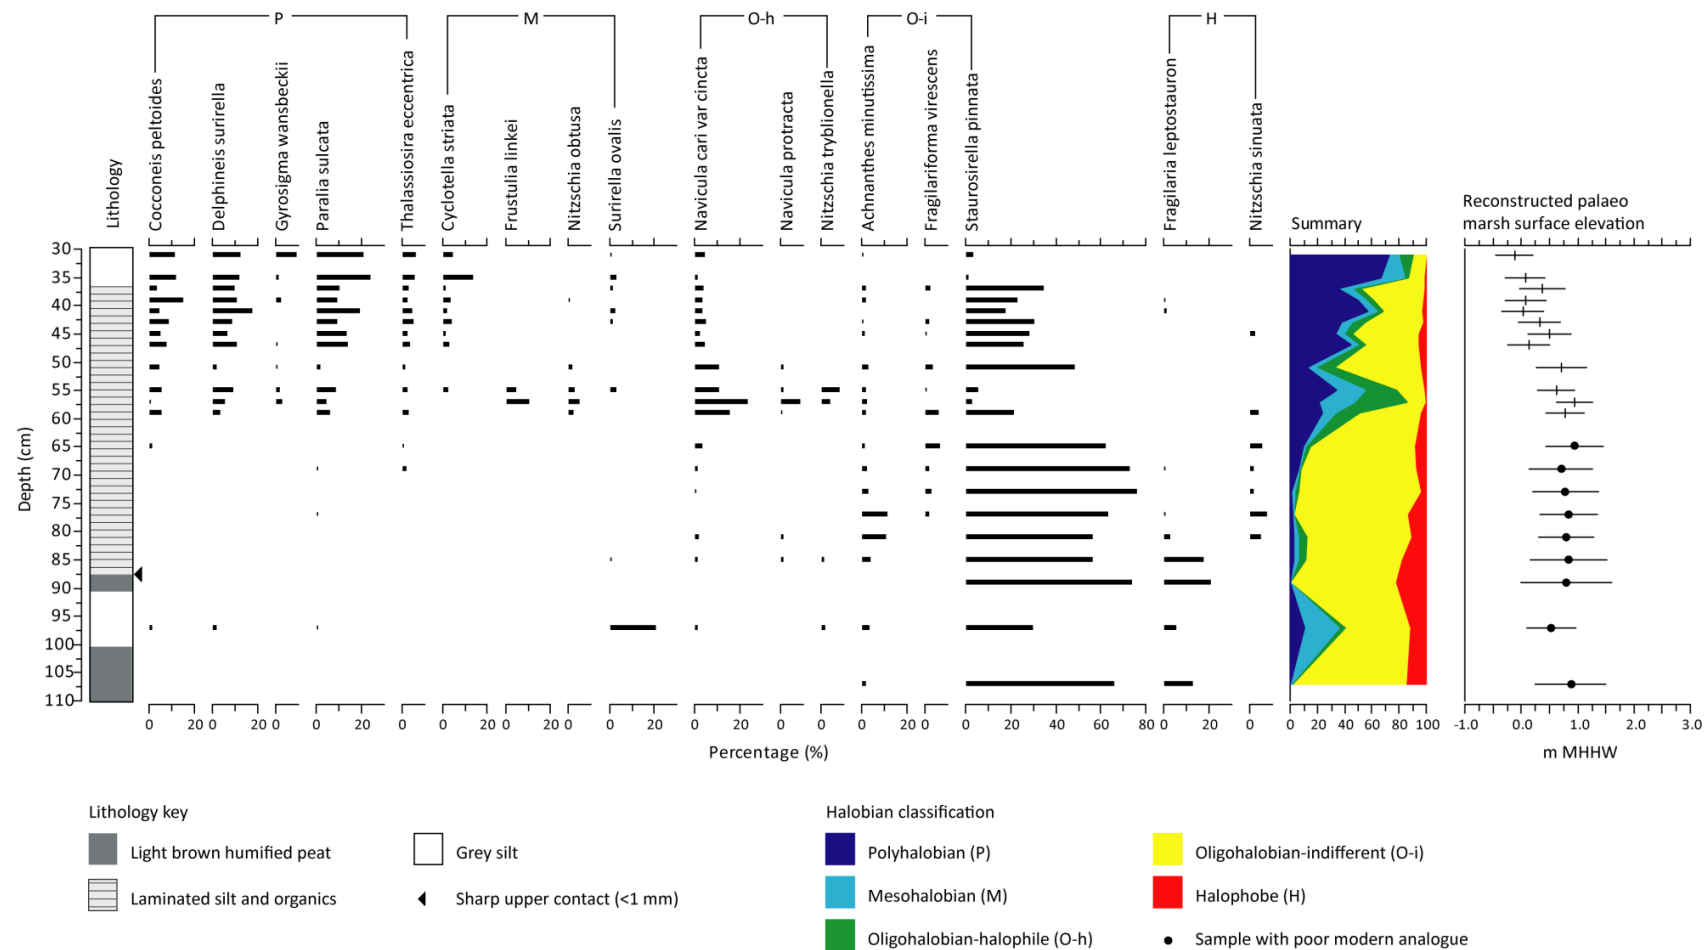 P
M
O-h
O-i
H
Lithology
Cocconeis peltoides
Delphineis surirella
Gyrosigma wansbeckii
Paralia sulcata
Thalassiosira eccentrica
Cyclotella striata
Frustulia linkei
Nitzschia obtusa
Surirella ovalis
Navicula cari var cincta
Navicula protracta
Nitzschia tryblionella
Achnanthes minutissima
Fragilariforma virescens
Staurosirella pinnata
Fragilaria leptostauron
Nitzschia sinuata
Summary
Reconstructed palaeo
marsh surface elevation
Depth (cm)
30
35
40
45
50
55
60
65
70
75
80
85
90
95
100
105
110
0 20 0 20 0 0 20 0 0 20 0 0 0 20 0 20 0 0 0 20 0 0 20 40 60 80 0 20 0 0 20 40 60 80 100 -1.0 0.0 1.0 2.0 3.0
Percentage (%)
m MHHW
Lithology key
Light brown humified peat
Grey silt
Laminated silt and organics
Sharp upper contact (<1 mm)
Halobian classification
Polyhalobian (P)
Oligohalobian-indifferent (O-i)
Mesohalobian (M)
Halophobe (H)
Oligohalobian-halophile (O-h)
Sample with poor modern analogue